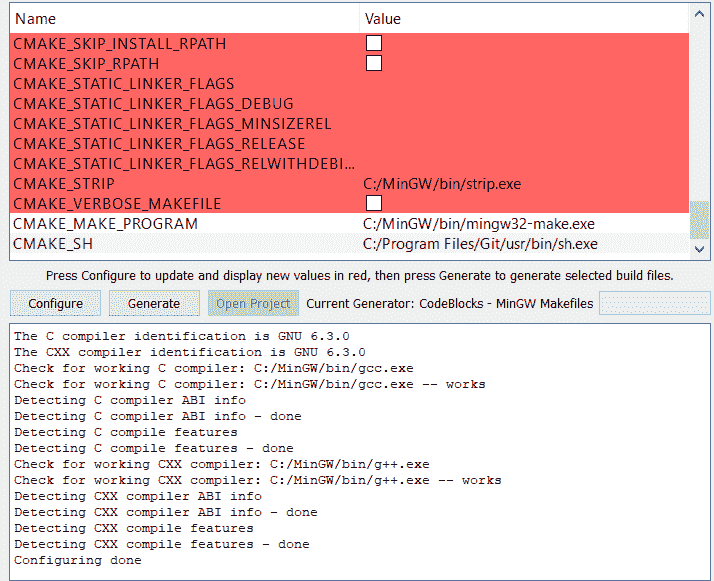 Name Value
CMAKE_SKIP_INSTALL_RPATH
CMAKE_SKIP_RPATH
CMAKE_STATIC_LINKER_FLAGS
CMAKE_STATIC_LINKER_FLAGS_DEBUG
CMAKE_STATIC_LINKER_FLAGS_MINSIZEREL
CMAKE_STATIC_LINKER_FLAGS_RELEASE
CMAKE_STATIC_LINKER_FLAGS_RELWITHDEBI...
CMAKE_STRIP C:/MinGW/bin/strip.exe
CMAKE_VERBOSE_MAKEFILE
CMAKE_MAKE_PROGRAM C:/MinGW/bin/mingw32-make.exe
CMAKE_SH C:/Program Files/Git/usr/bin/sh.exe
Press Configure to update and display new values in red, then press Generate to generate selected build files.
Configure Generate Open Project Current Generator: CodeBlocks - MinGW Makefiles
The C compiler identification is GNU 6.3.0
The CXX compiler identification is GNU 6.3.0
Check for working C compiler: C:/MinGW/bin/gcc.exe
Check for working C compiler: C:/MinGW/bin/gcc.exe -- works
Detecting C compiler ABI info
Detecting C compiler ABI info - done
Detecting C compile features
Detecting C compile features - done
Check for working CXX compiler: C:/MinGW/bin/g++.exe
Check for working CXX compiler: C:/MinGW/bin/g++.exe -- works
Detecting CXX compiler ABI info
Detecting CXX compiler ABI info - done
Detecting CXX compile features
Detecting CXX compile features - done
Configuring done